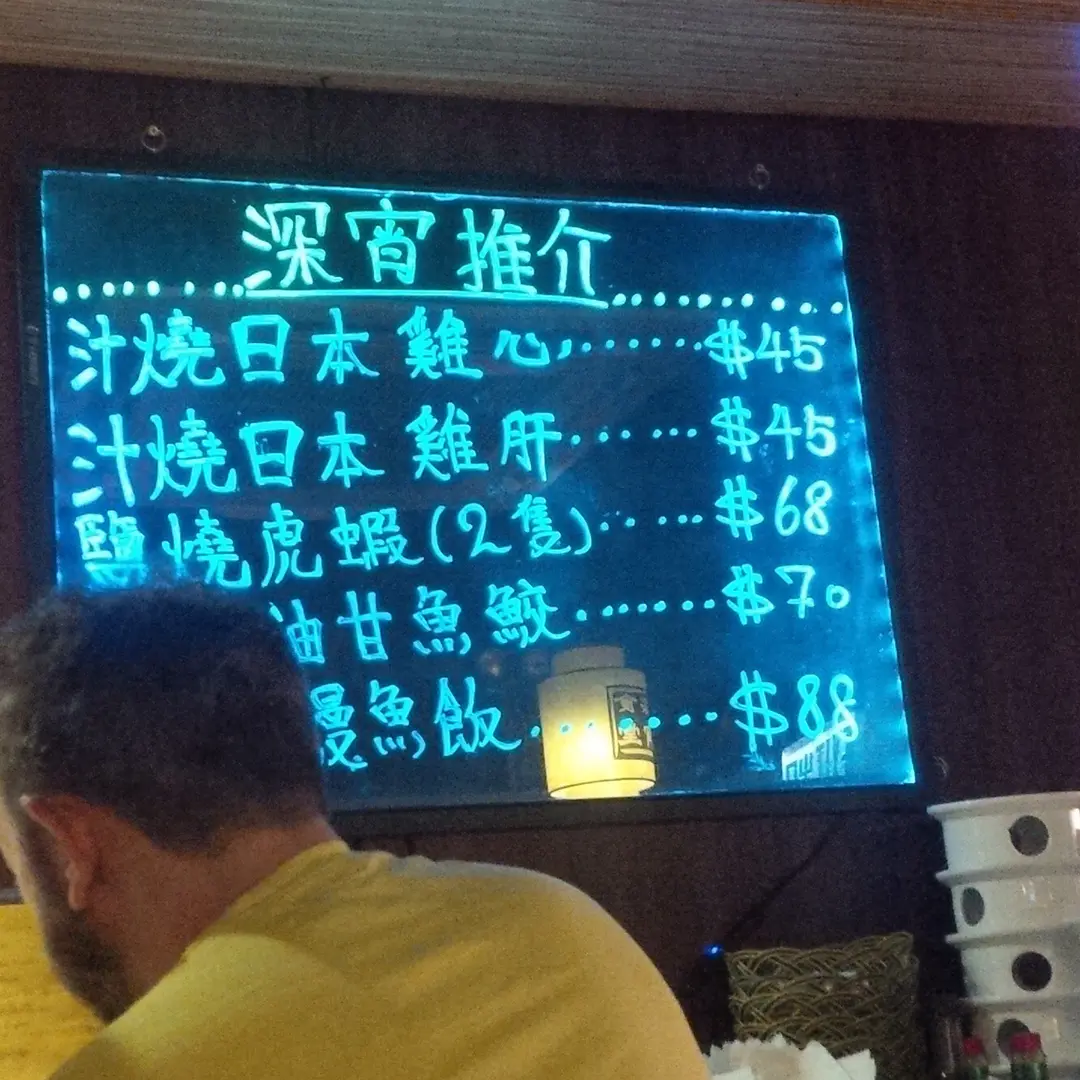 深宵推介
汁燒日本雞心 $45
汁燒日本雞肝 $45
鹽燒虎蝦(2隻) $68
油甘魚鮫 $70
鰻魚飯 $88